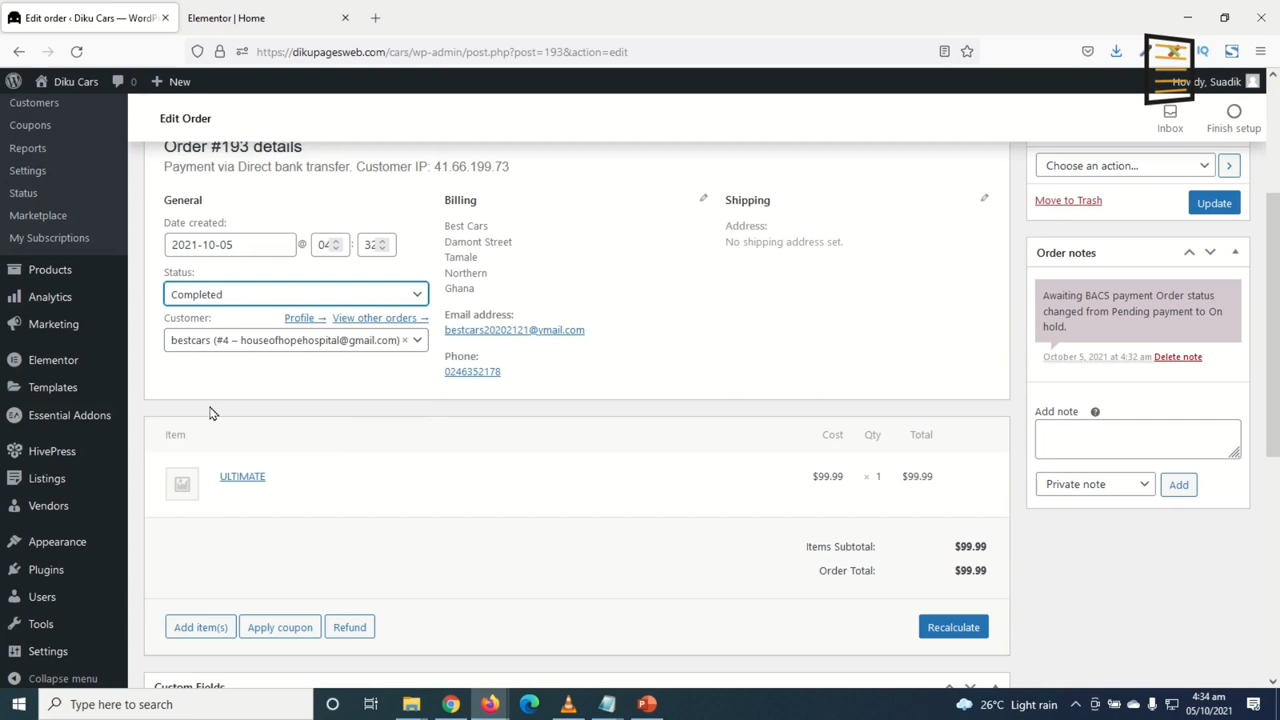 Edit order ‹ Diku Cars — WordP
Elementor | Home
https://dikupagesweb.com/cars/wp-admin/post.php?post=193&action=edit
IQ
Diku Cars
0
New
Howdy, Suadik
Customers
Coupons
Reports
Settings
Status
Marketplace
My Subscriptions
Products
Analytics
Marketing
Elementor
Templates
Essential Addons
HivePress
Listings
Vendors
Appearance
Plugins
Users
Tools
Settings
Collapse menu
Edit Order
Inbox
Finish setup
Order #193 details
Payment via Direct bank transfer. Customer IP: 41.66.199.73
General
Date created:
2021-10-05 @ 04 : 32
Status:
Completed
Customer: Profile → View other orders →
bestcars (#4 – houseofhopehospital@gmail.com) ×
Billing
Best Cars
Damont Street
Tamale
Northern
Ghana
Email address:
bestcars20202121@ymail.com
Phone:
0246352178
Shipping
Address:
No shipping address set.
Choose an action...
Move to Trash
Update
Order notes
Awaiting BACS payment Order status
changed from Pending payment to On
hold.
October 5, 2021 at 4:32 am Delete note
Add note
Private note
Add
Item Cost Qty Total
ULTIMATE $99.99 × 1 $99.99
Items Subtotal: $99.99
Order Total: $99.99
Add item(s)
Apply coupon
Refund
Recalculate
Custom Fields
Type here to search
26°C Light rain
4:34 am
05/10/2021